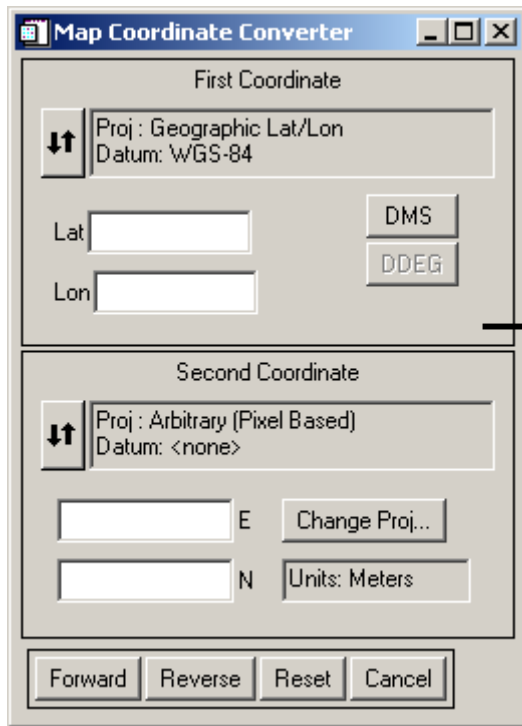 Map Coordinate Converter
First Coordinate
Proj : Geographic Lat/Lon
Datum: WGS-84
Lat
DMS
DDEG
Lon
Second Coordinate
Proj : Arbitrary (Pixel Based)
Datum: <none>
E
Change Proj...
N
Units: Meters
Forward Reverse Reset Cancel